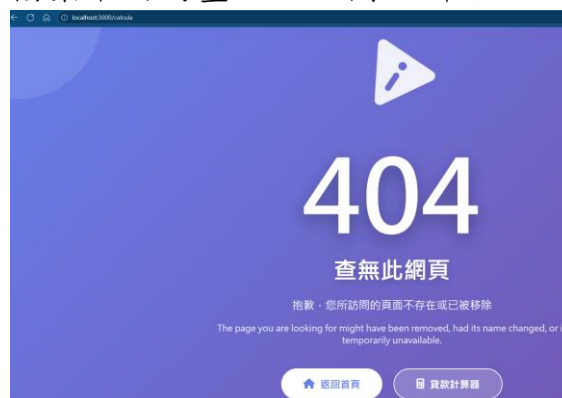 localhost:3000/calcula
404
查無此網頁
抱歉，您所訪問的頁面不存在或已被移除
The page you are looking for might have been removed, had its name changed, or i
temporarily unavailable.
返回首頁
貸款計算器